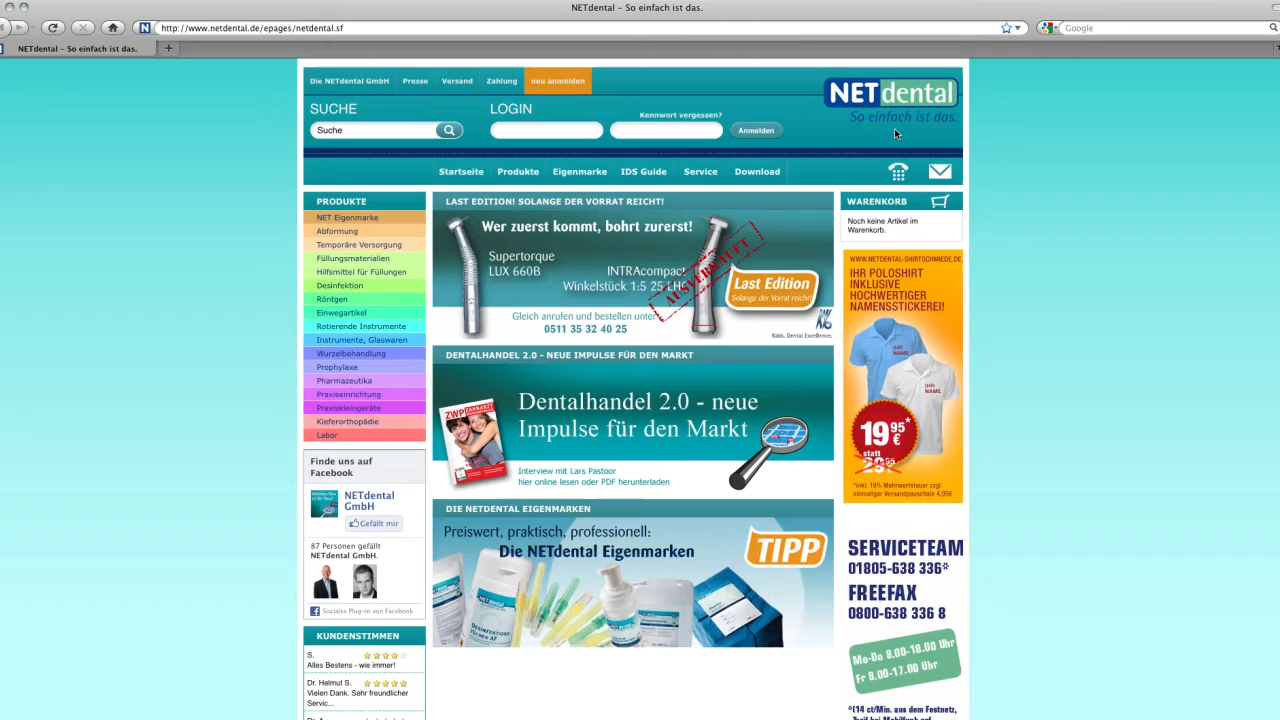 NETdental – So einfach ist das.
http://www.netdental.de/epages/netdental.sf
Google
NETdental – So einfach ist das.
Die NETdental GmbH Presse Versand Zahlung neu anmelden
NETdental
So einfach ist das.
SUCHE
Suche
LOGIN
Kennwort vergessen?
Anmelden
Startseite Produkte Eigenmarke IDS Guide Service Download
PRODUKTE
NET Eigenmarke
Abformung
Temporäre Versorgung
Füllungsmaterialien
Hilfsmittel für Füllungen
Desinfektion
Röntgen
Einwegartikel
Rotierende Instrumente
Instrumente, Glaswaren
Wurzelbehandlung
Prophylaxe
Pharmazeutika
Praxiseinrichtung
Praxiskleingeräte
Kieferorthopädie
Labor
Finde uns auf
Facebook
NETdental
GmbH
Gefällt mir
87 Personen gefällt
NETdental GmbH.
Soziales Plug-in von Facebook
KUNDENSTIMMEN
S.
Alles Bestens - wie immer!
Dr. Helmut S.
Vielen Dank. Sehr freundlicher
Servic...
LAST EDITION! SOLANGE DER VORRAT REICHT!
Wer zuerst kommt, bohrt zurerst!
Supertorque
LUX 660B
INTRAcompact
Winkelstück 1:5 25 LH
AUSVERKAUFT
Last Edition
Solange der Vorrat reicht!
Gleich anrufen und bestellen unter
0511 35 32 40 25
KaVo. Dental Excellence.
DENTALHANDEL 2.0 - NEUE IMPULSE FÜR DEN MARKT
Dentalhandel 2.0 - neue
Impulse für den Markt
ZWP
Interview mit Lars Pastoor
hier online lesen oder PDF herunterladen
DIE NETDENTAL EIGENMARKEN
Preiswert, praktisch, professionell:
Die NETdental Eigenmarken
TIPP
WARENKORB
Noch keine Artikel im
Warenkorb.
WWW.NETDENTAL-SHIRTSCHMIEDE.DE
IHR POLOSHIRT
INKLUSIVE
HOCHWERTIGER
NAMENSSTICKEREI!
IHR
NAME
IHR
NAME
19 95* €
statt
29 95
*inkl. 19% Mehrwertsteuer zzgl.
einmaliger Versandpauschale 4,95€
SERVICETEAM
01805-638 336*
FREEFAX
0800-638 336 8
Mo-Do 8.00-18.00 Uhr
Fr 8.00-17.00 Uhr
*(14 ct/Min. aus dem Festnetz,